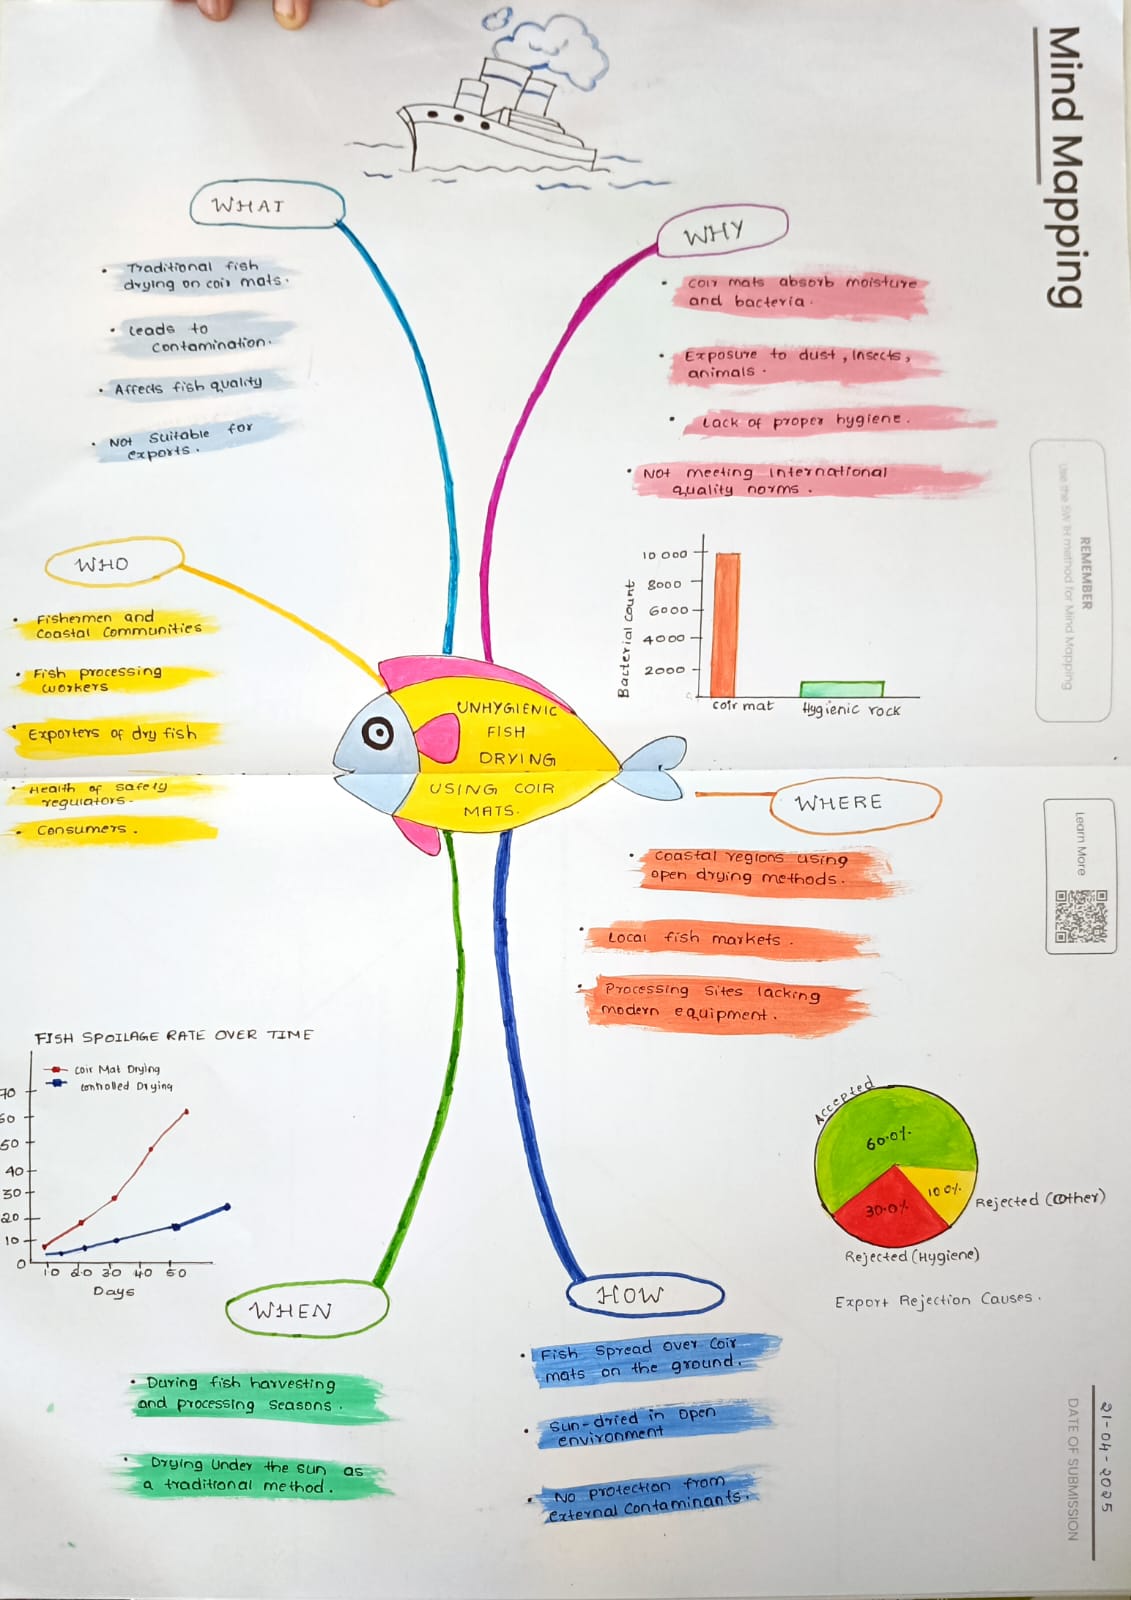 Mind Mapping
WHAT
• Traditional fish
drying on coir mats.
• Leads to
Contamination.
• Affects fish quality
• Not Suitable for
exports.
WHY
• Coir mats absorb moisture
and bacteria.
• Exposure to dust, Insects,
animals.
• Lack of proper hygiene.
• Not meeting International
quality norms.
REMEMBER
Use the 5W 1H method for Mind Mapping
WHO
• Fishermen and
Coastal Communities
• Fish processing
workers
• Exporters of dry fish
• Health of safety
regulators.
• Consumers.
Bacterial Count
10 000
8000
6000
4000
2000
Coir mat
Hygienic rock
UNHYGIENIC
FISH
DRYING
USING COIR
MATS.
WHERE
• Coastal regions using
open drying methods.
• Local fish markets.
• Processing Sites lacking
modern equipment.
Learn More
FISH SPOILAGE RATE OVER TIME
Coir Mat Drying
Controlled Drying
70
60
50
40
30
20
10
0
10 20 30 40 50
Days
Accepted
60.0%
30.0%
10 0%
Rejected (Other)
Rejected (Hygiene)
Export Rejection Causes.
WHEN
• During fish harvesting
and processing seasons.
• Drying Under the sun as
a traditional method.
HOW
• Fish Spread over Coir
mats on the ground.
• Sun-dried in open
environment
• No protection from
external contaminants.
21-04-2025
DATE OF SUBMISSION